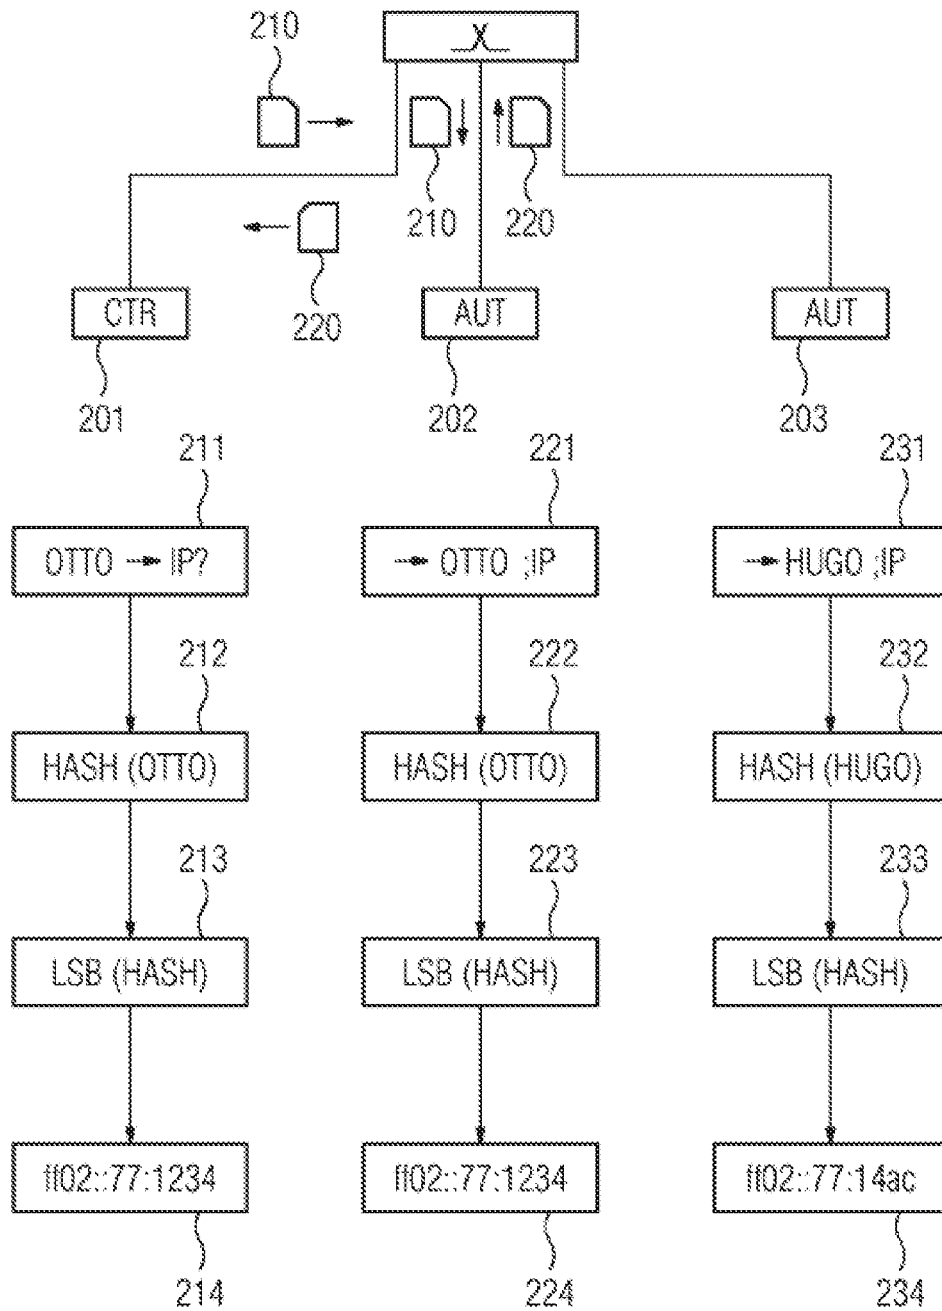 210
X
210
220
220
CTR
AUT
AUT
201
202
203
211
221
231
OTTO → IP?
→ OTTO ;IP
→ HUGO ;IP
212
222
232
HASH (OTTO)
HASH (OTTO)
HASH (HUGO)
213
223
233
LSB (HASH)
LSB (HASH)
LSB (HASH)
ff02::77:1234
ff02::77:1234
ff02::77:14ac
214
224
234